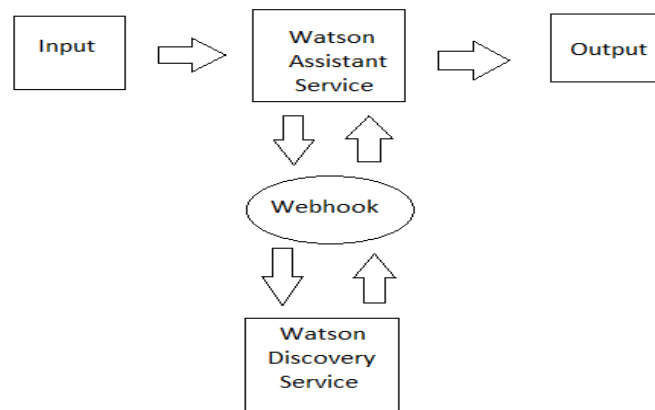 Input
Watson
Assistant
Service
Output
Webhook
Watson
Discovery
Service